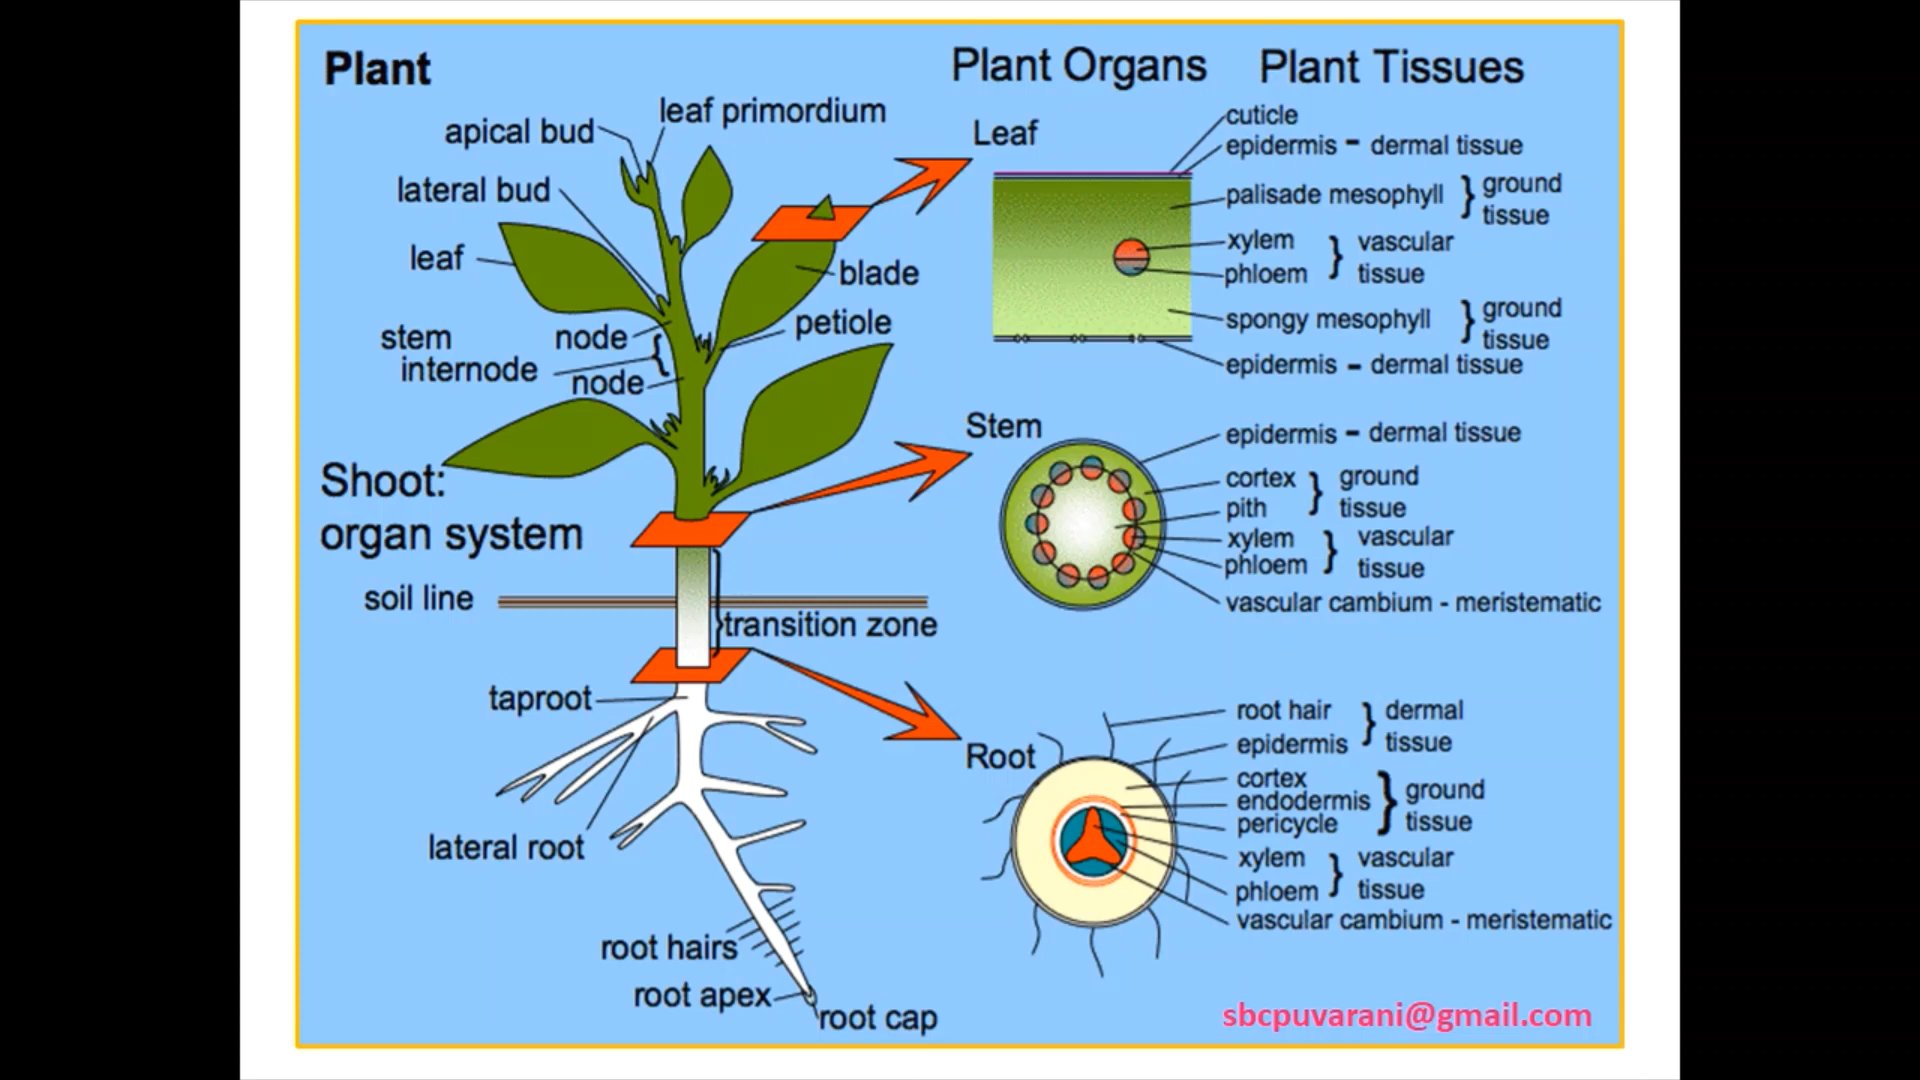 Plant
Plant Organs
Plant Tissues
leaf primordium
apical bud
lateral bud
leaf
blade
petiole
stem
node
internode
node
Shoot:
organ system
soil line
transition zone
taproot
lateral root
root hairs
root apex
root cap
Leaf
cuticle
epidermis - dermal tissue
palisade mesophyll } ground
tissue
xylem } vascular
phloem tissue
spongy mesophyll } ground
tissue
epidermis - dermal tissue
Stem
epidermis - dermal tissue
cortex } ground
pith tissue
xylem } vascular
phloem tissue
vascular cambium - meristematic
Root
root hair } dermal
epidermis tissue
cortex
endodermis } ground
pericycle tissue
xylem } vascular
phloem tissue
vascular cambium - meristematic
sbcpuvarani@gmail.com